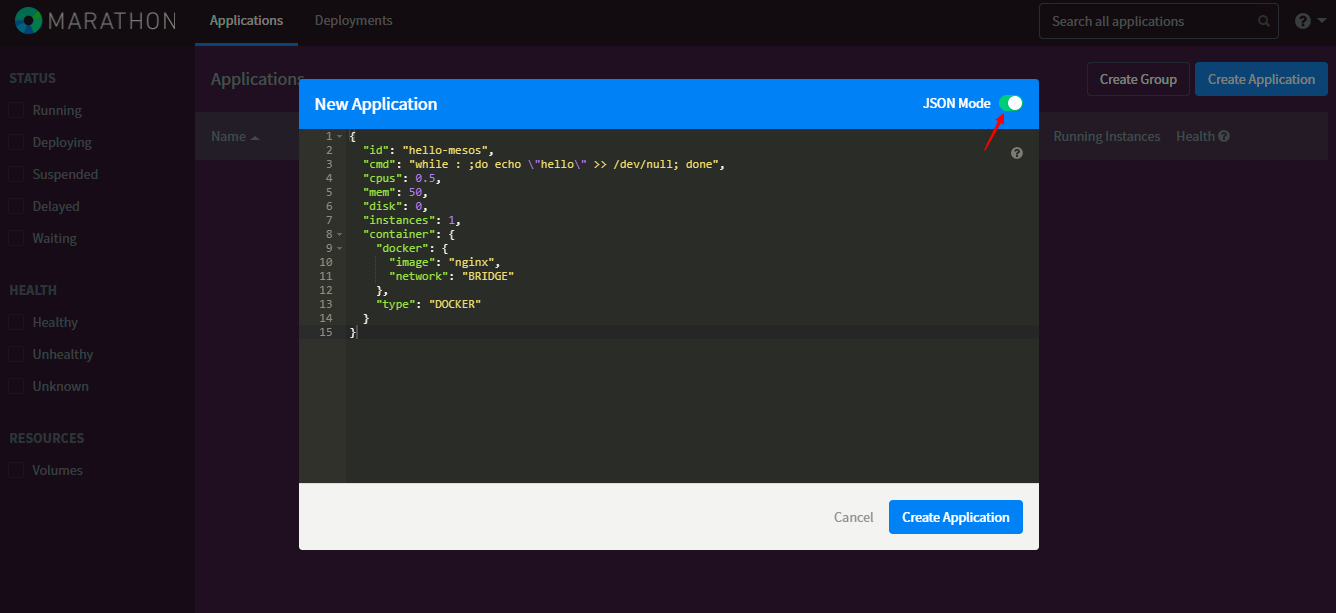 MARATHON
Applications
Deployments
Search all applications
STATUS
Running
Deploying
Suspended
Delayed
Waiting
HEALTH
Healthy
Unhealthy
Unknown
RESOURCES
Volumes
Applications
Create Group
Create Application
Name
Running Instances
Health
New Application
JSON Mode
1 {
2   "id": "hello-mesos",
3   "cmd": "while : ;do echo \"hello\" >> /dev/null; done",
4   "cpus": 0.5,
5   "mem": 50,
6   "disk": 0,
7   "instances": 1,
8   "container": {
9     "docker": {
10       "image": "nginx",
11       "network": "BRIDGE"
12     },
13     "type": "DOCKER"
14   }
15 }
Cancel
Create Application